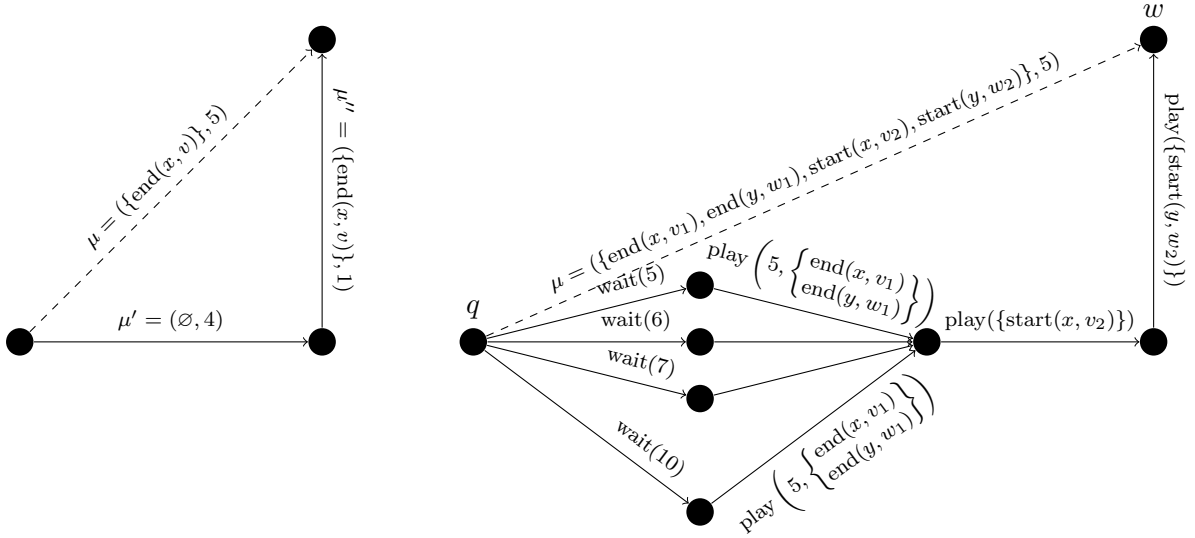 μ = ({end(x, v)}, 5)
μ′ = (∅, 4)
μ′′ = ({end(x, v)}, 1)
q
w
μ = ({end(x, v₁), end(y, w₁), start(x, v₂), start(y, w₂)}, 5)
wait(5)
wait(6)
wait(7)
wait(10)
play(5, {end(x, v₁)
end(y, w₁)})
play(5, {end(x, v₁)
end(y, w₁)})
play({start(x, v₂)})
play({start(y, w₂)})